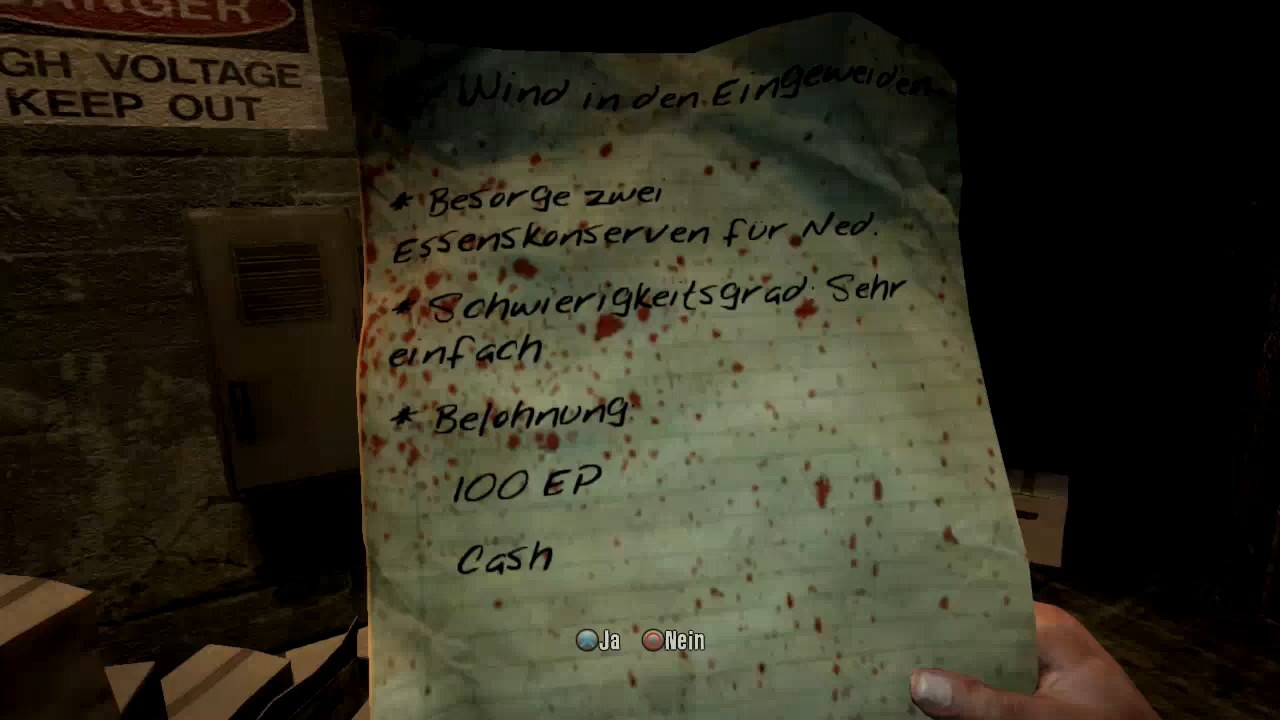 DANGER
GH VOLTAGE
KEEP OUT
Wind in den Eingeweiden
* Besorge zwei
Essenskonserven für Ned.
* Schwierigkeitsgrad: Sehr
einfach
* Belohnung:
100 EP
Cash
Ja Nein